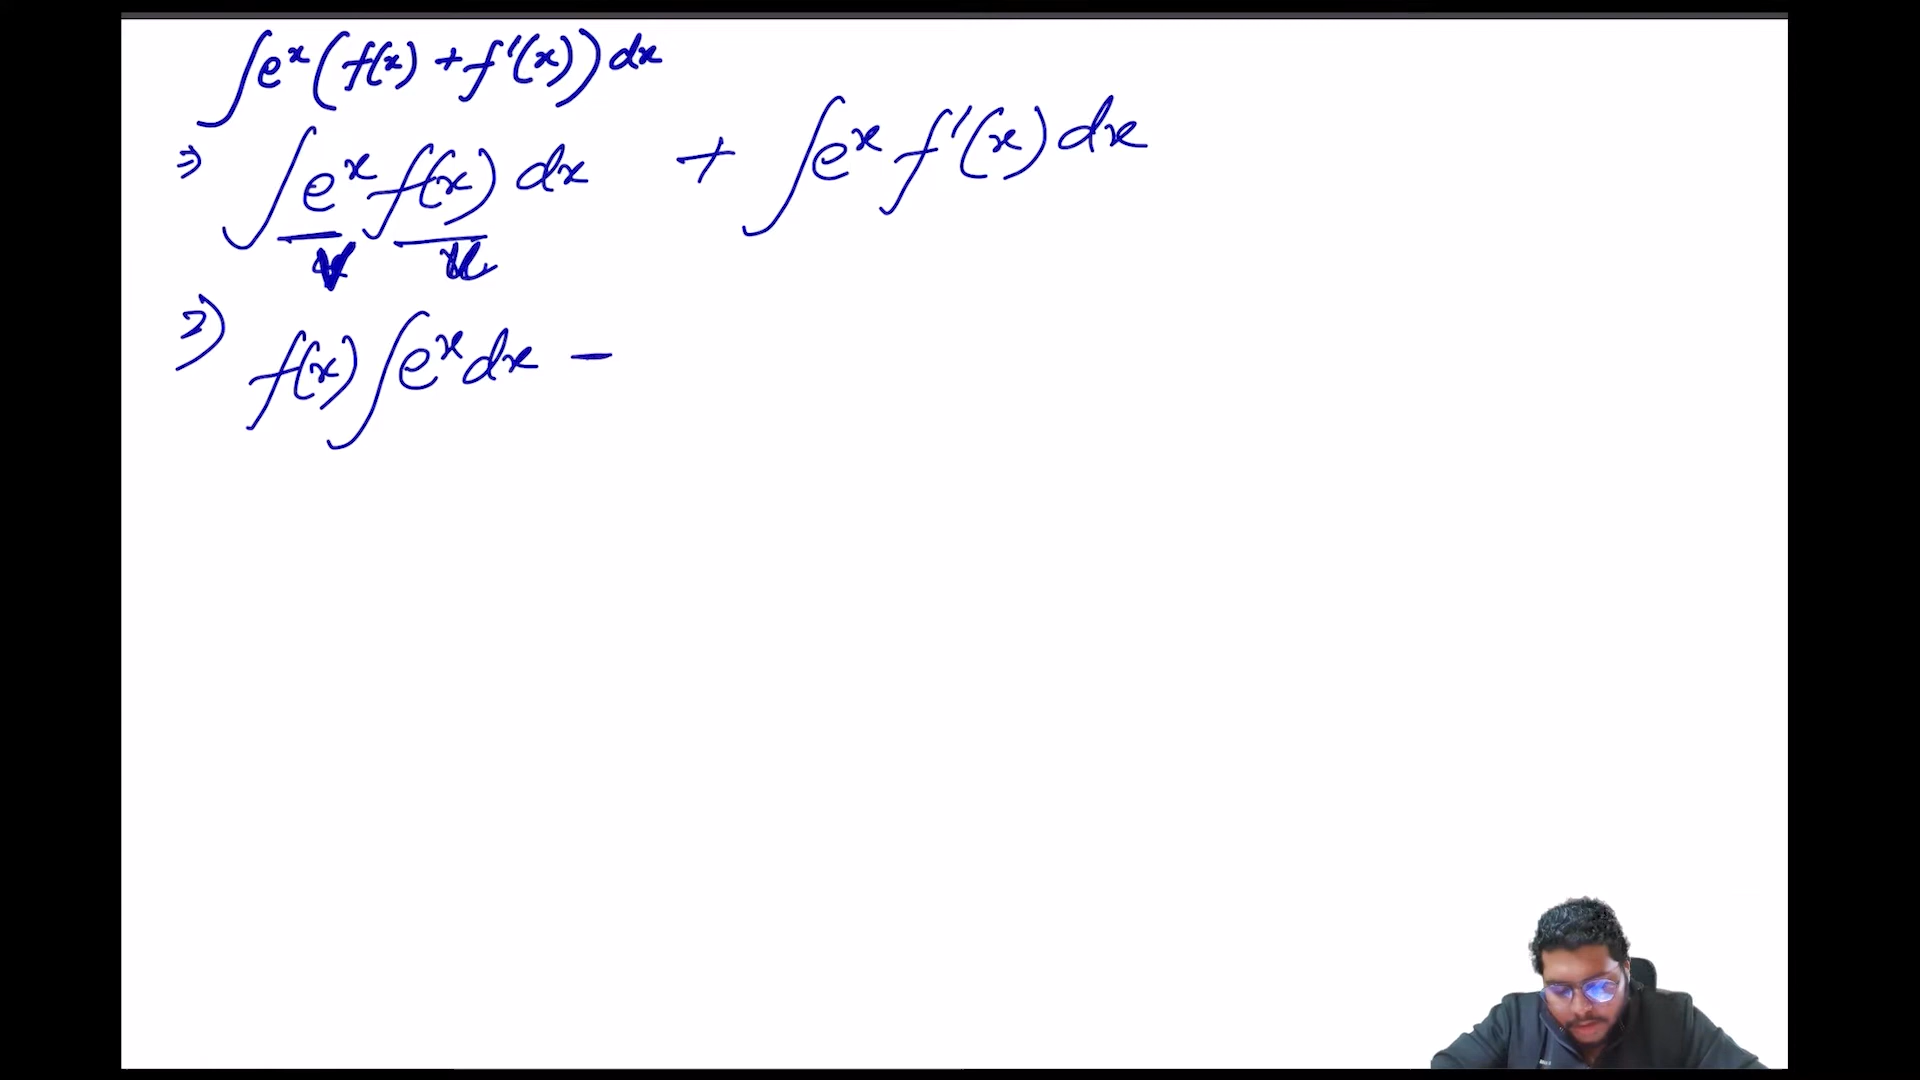 ∫eˣ(f(x) + f'(x)) dx
⇒ ∫eˣ f(x) dx + ∫eˣ f'(x) dx
V u
⇒ f(x) ∫eˣ dx −